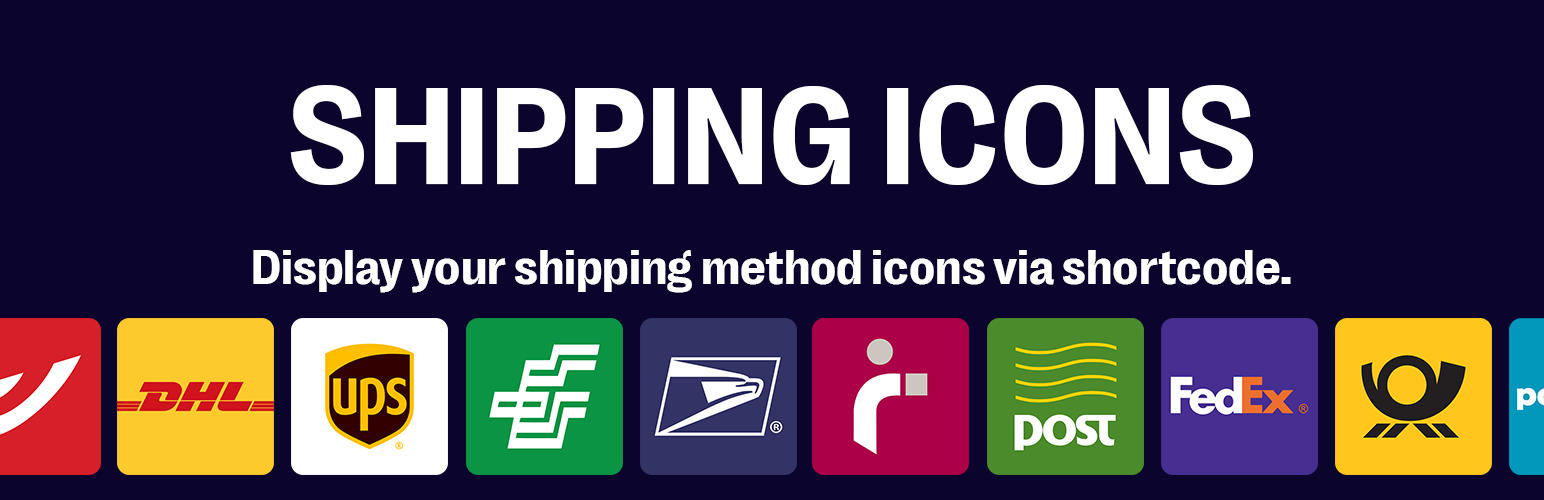 SHIPPING ICONS
Display your shipping method icons via shortcode.
DHL
ups
®
®
post
FedEx
®